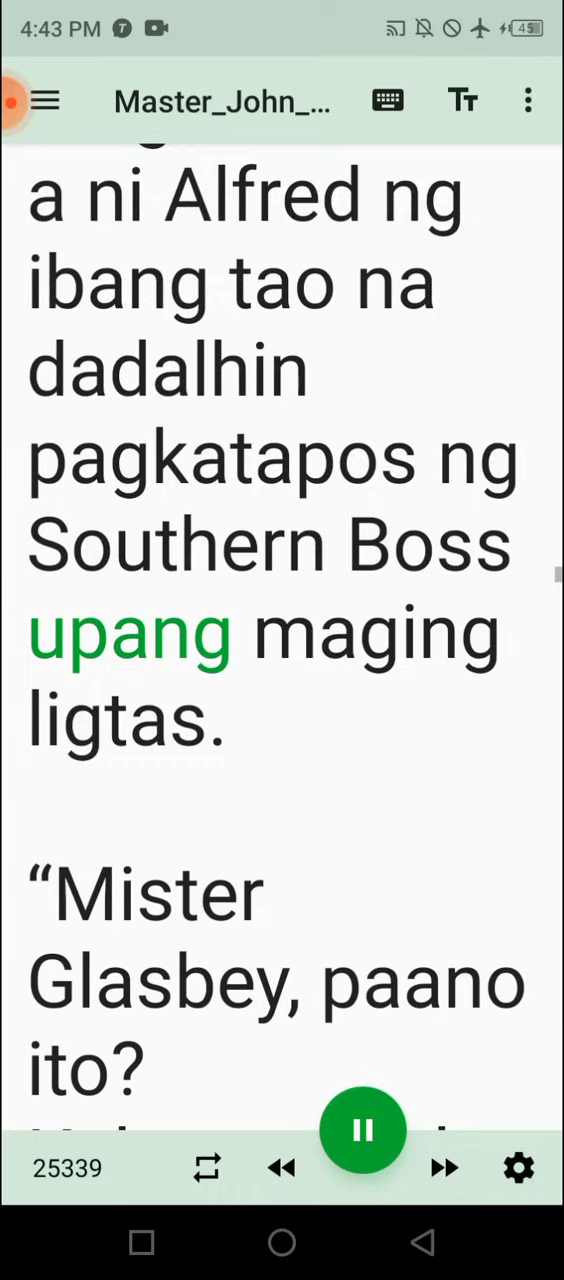 4:43 PM
45
Master_John_...
a ni Alfred ng
ibang tao na
dadalhin
pagkatapos ng
Southern Boss
upang maging
ligtas.
“Mister
Glasbey, paano
ito?
25339